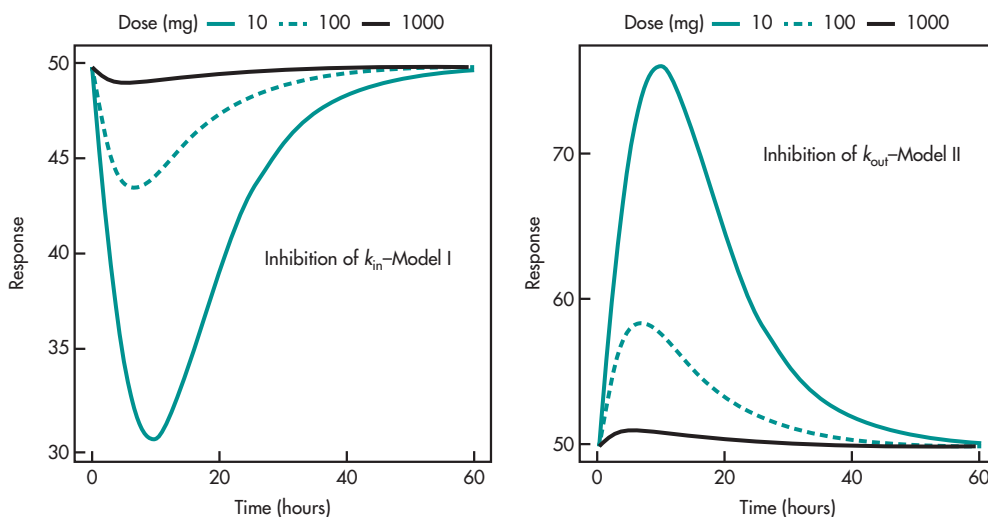 Dose (mg) 10 100 1000
50
45
40
35
30
Response
Inhibition of kin–Model I
0 20 40 60
Time (hours)
Dose (mg) 10 100 1000
70
60
50
Response
Inhibition of kout–Model II
0 20 40 60
Time (hours)